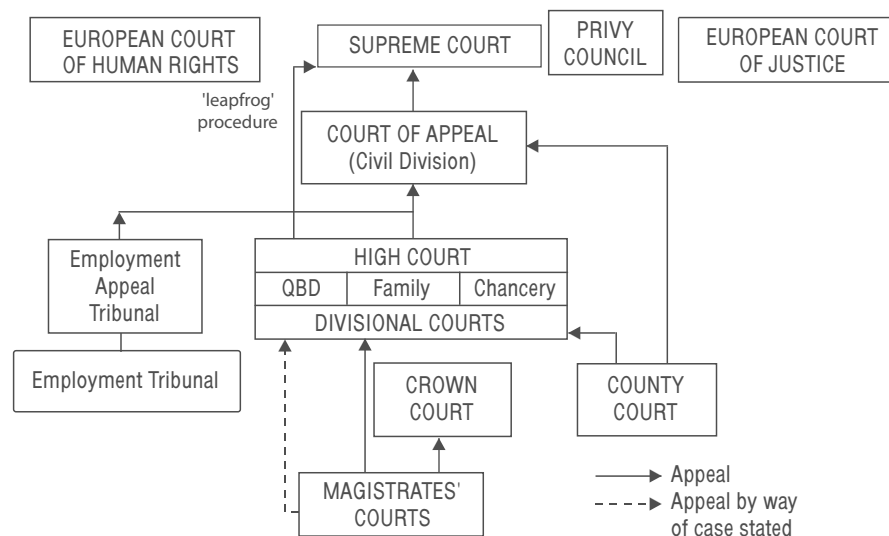 EUROPEAN COURT
OF HUMAN RIGHTS
SUPREME COURT
PRIVY
COUNCIL
EUROPEAN COURT
OF JUSTICE
'leapfrog'
procedure
COURT OF APPEAL
(Civil Division)
Employment
Appeal
Tribunal
HIGH COURT
QBD
Family
Chancery
DIVISIONAL COURTS
Employment Tribunal
CROWN
COURT
COUNTY
COURT
MAGISTRATES'
COURTS
Appeal
Appeal by way
of case stated